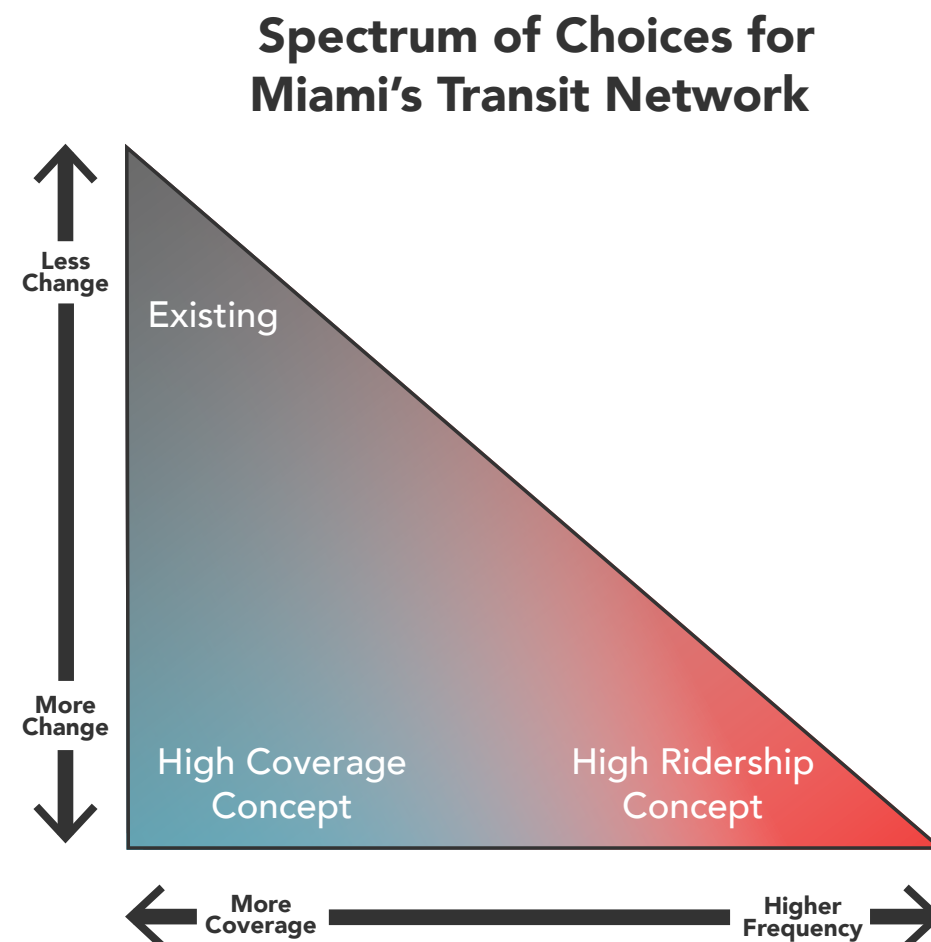 Spectrum of Choices for
Miami’s Transit Network
Less
Change
Existing
More
Change
High Coverage
Concept
High Ridership
Concept
More
Coverage
Higher
Frequency